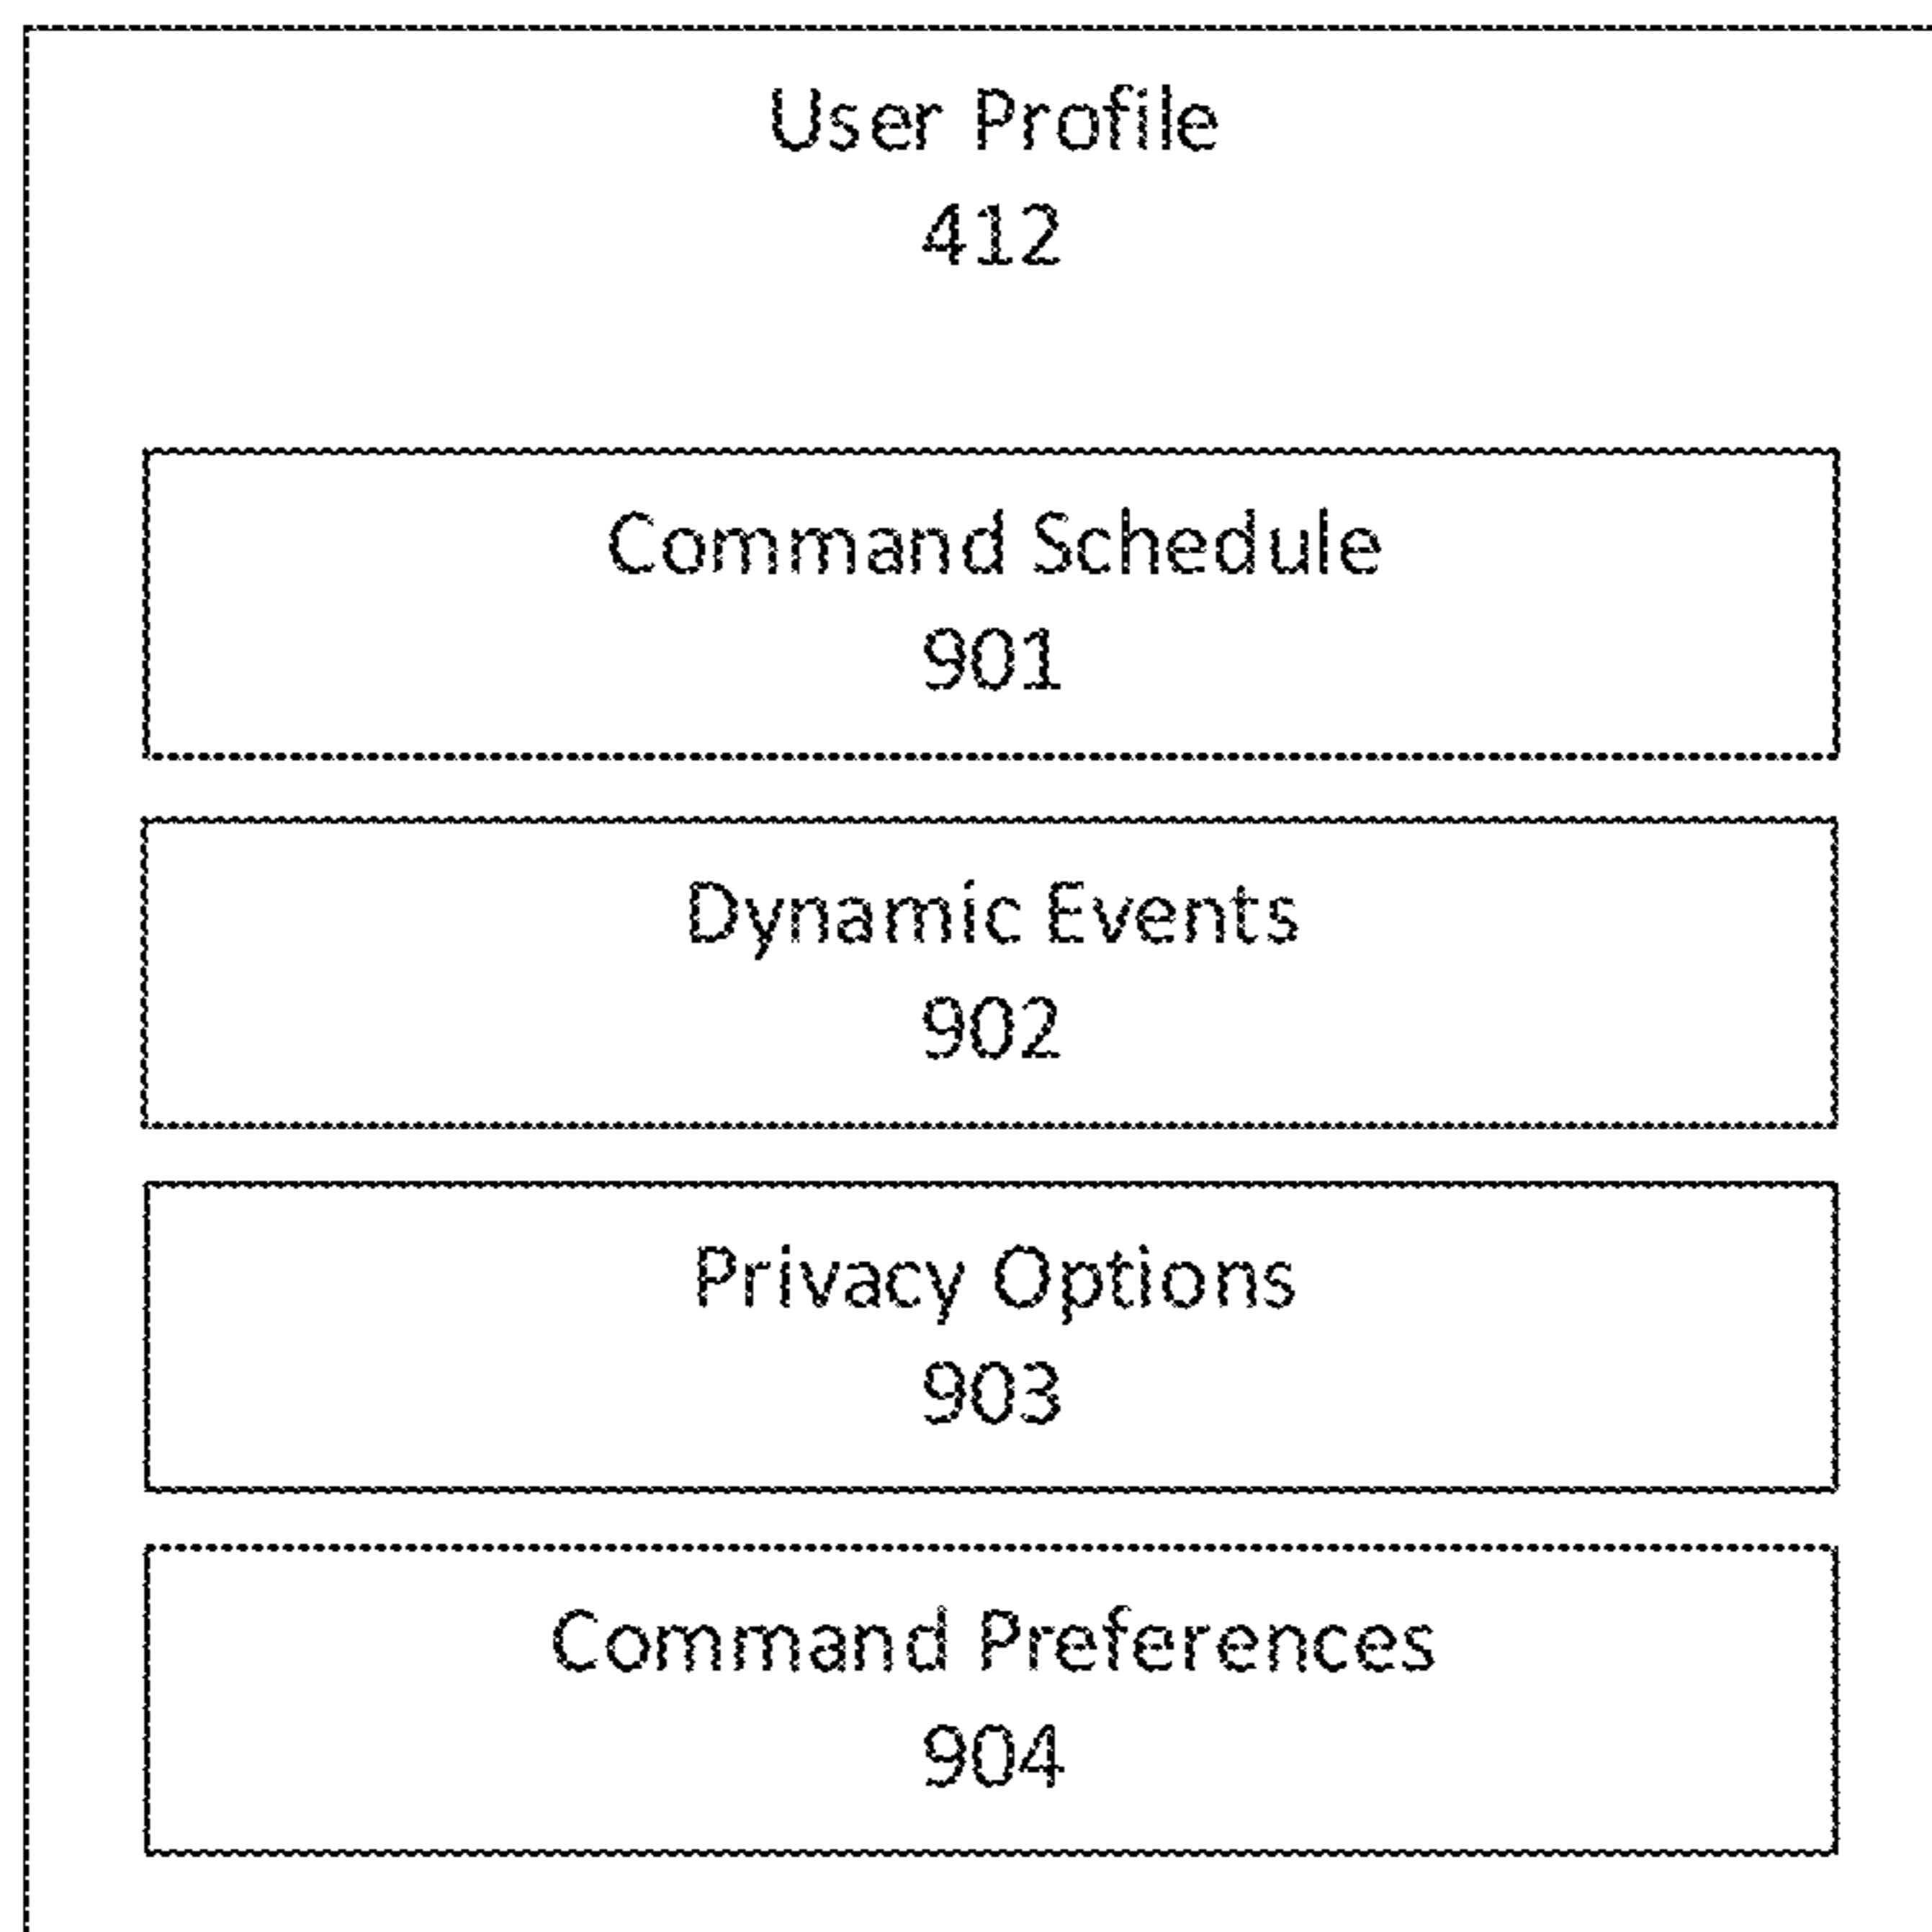 User Profile
412
Command Schedule
901
Dynamic Events
902
Privacy Options
903
Command Preferences
904